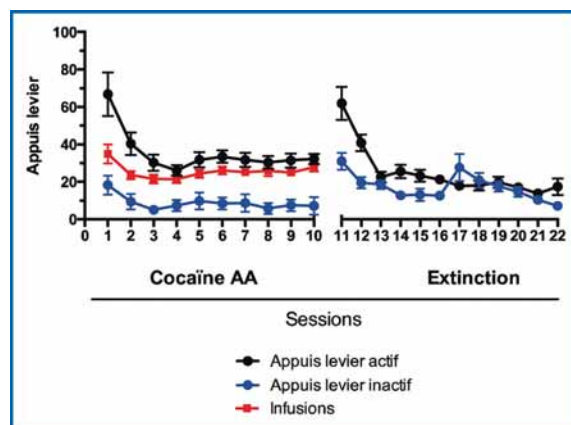 100
80
60
40
20
0
Appuis levier
0 1 2 3 4 5 6 7 8 9 10 11 12 13 14 15 16 17 18 19 20 21 22
Cocaïne AA Extinction
Sessions
Appuis levier actif
Appuis levier inactif
Infusions